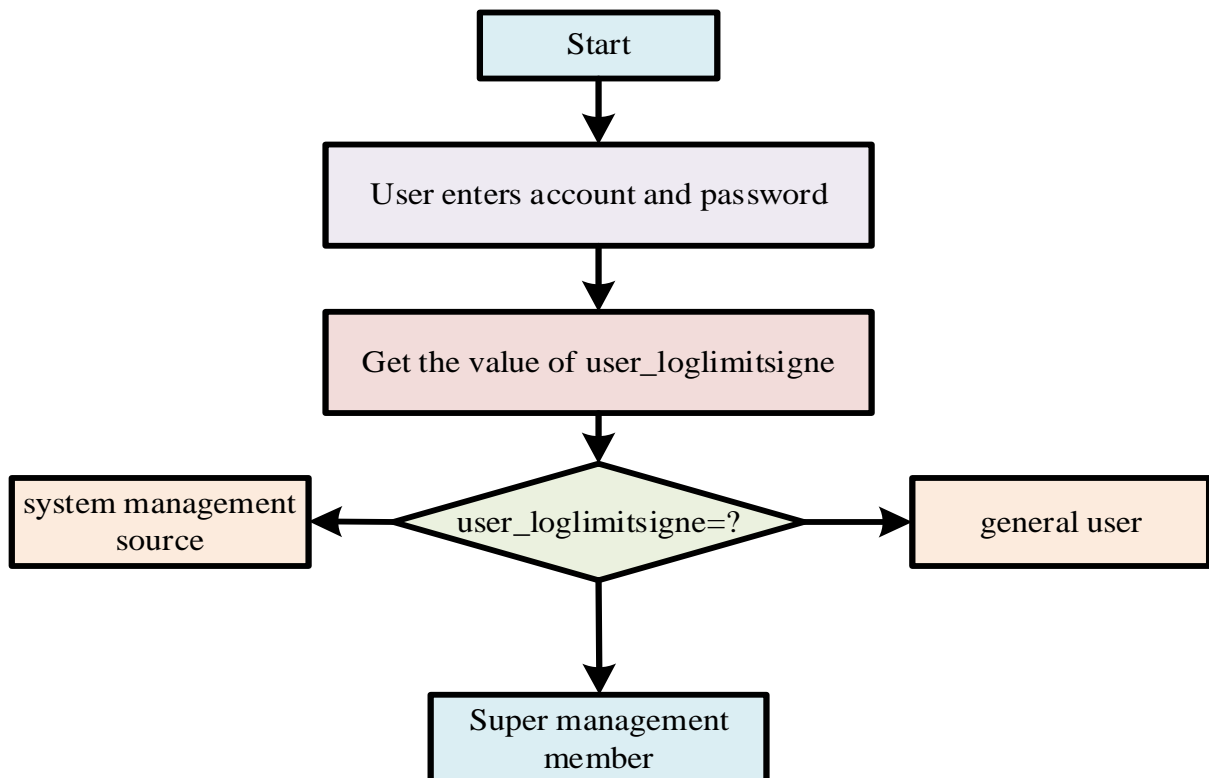 Start
User enters account and password
Get the value of user_loglimitsigne
system management
source
user_loglimitsigne=?
general user
Super management
member